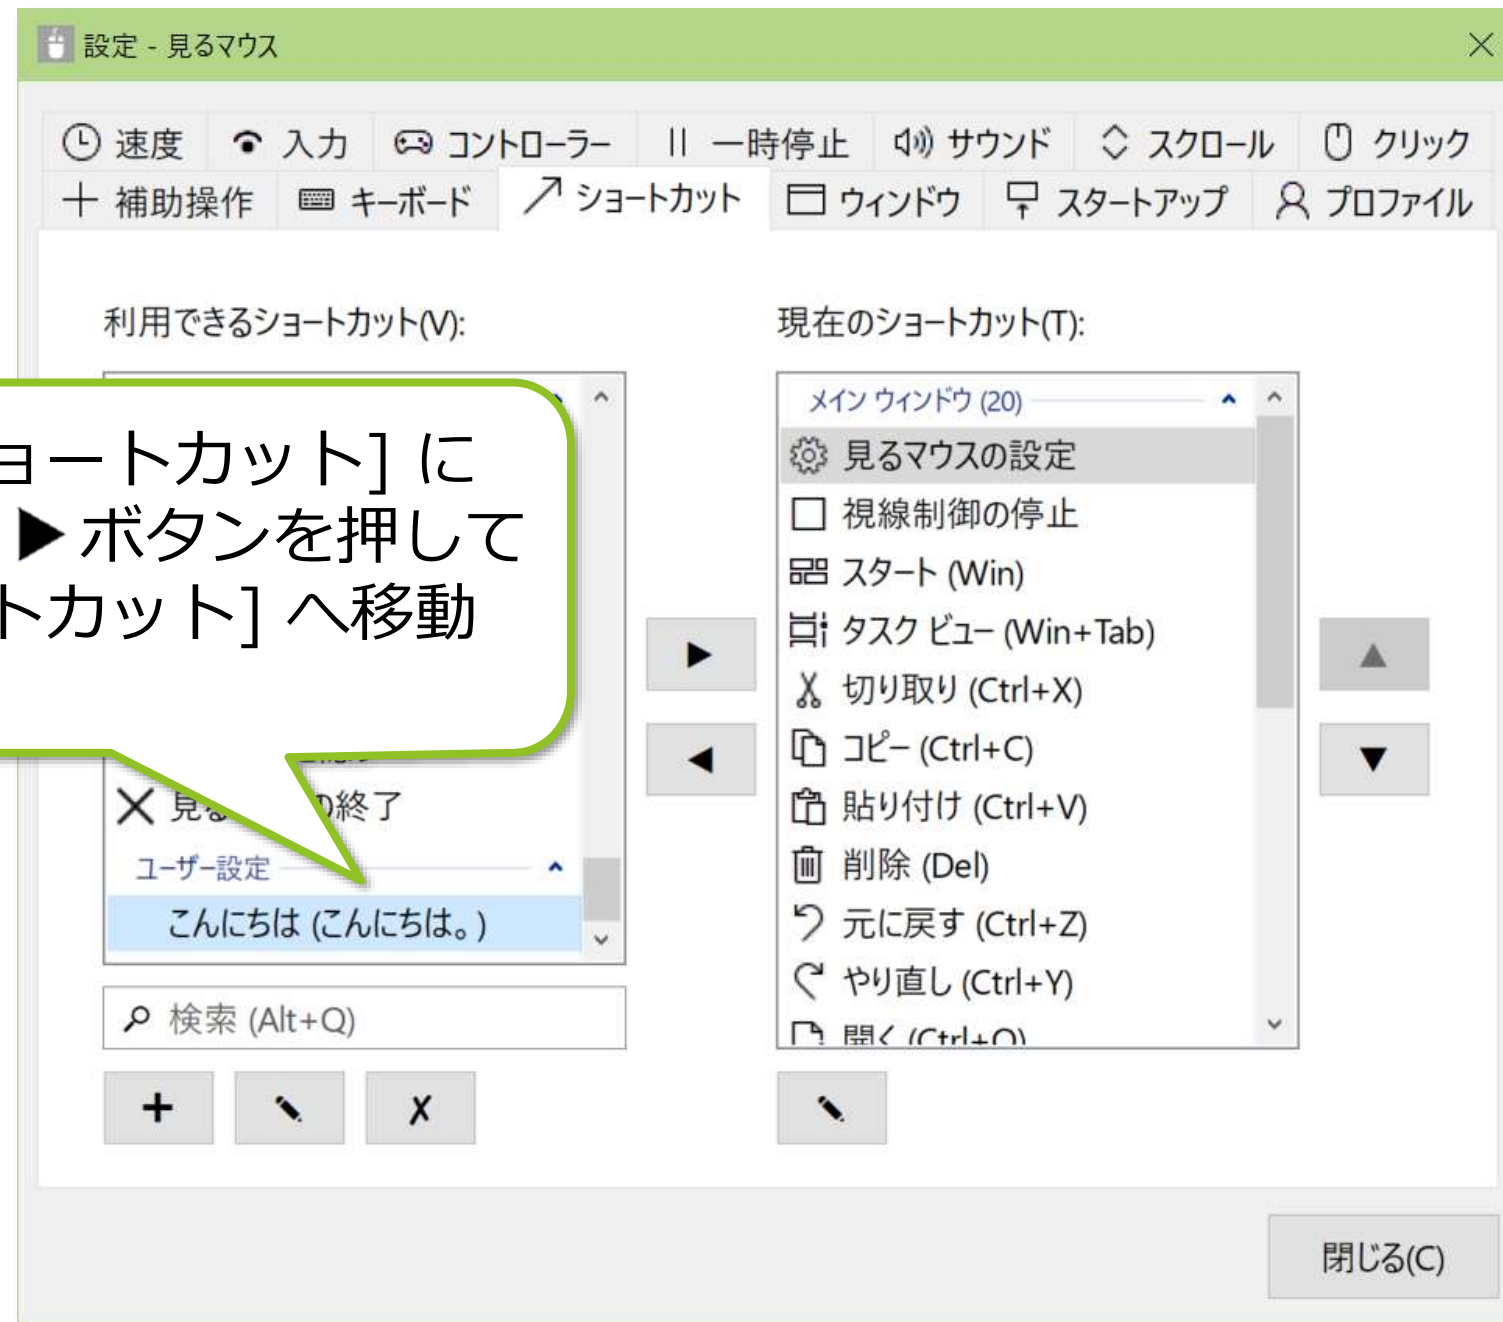 設定 - 見るマウス
速度 入力 コントローラー 一時停止 サウンド スクロール クリック
補助操作 キーボード ショートカット ウィンドウ スタートアップ プロファイル
利用できるショートカット(V):
ョートカット] に
▶ ボタンを押して
トカット] へ移動
見る の終了
ユーザー設定
こんにちは (こんにちは。)
検索 (Alt+Q)
現在のショートカット(T):
メイン ウィンドウ (20)
見るマウスの設定
視線制御の停止
スタート (Win)
タスク ビュー (Win+Tab)
切り取り (Ctrl+X)
コピー (Ctrl+C)
貼り付け (Ctrl+V)
削除 (Del)
元に戻す (Ctrl+Z)
やり直し (Ctrl+Y)
開く (Ctrl+O)
閉じる(C)